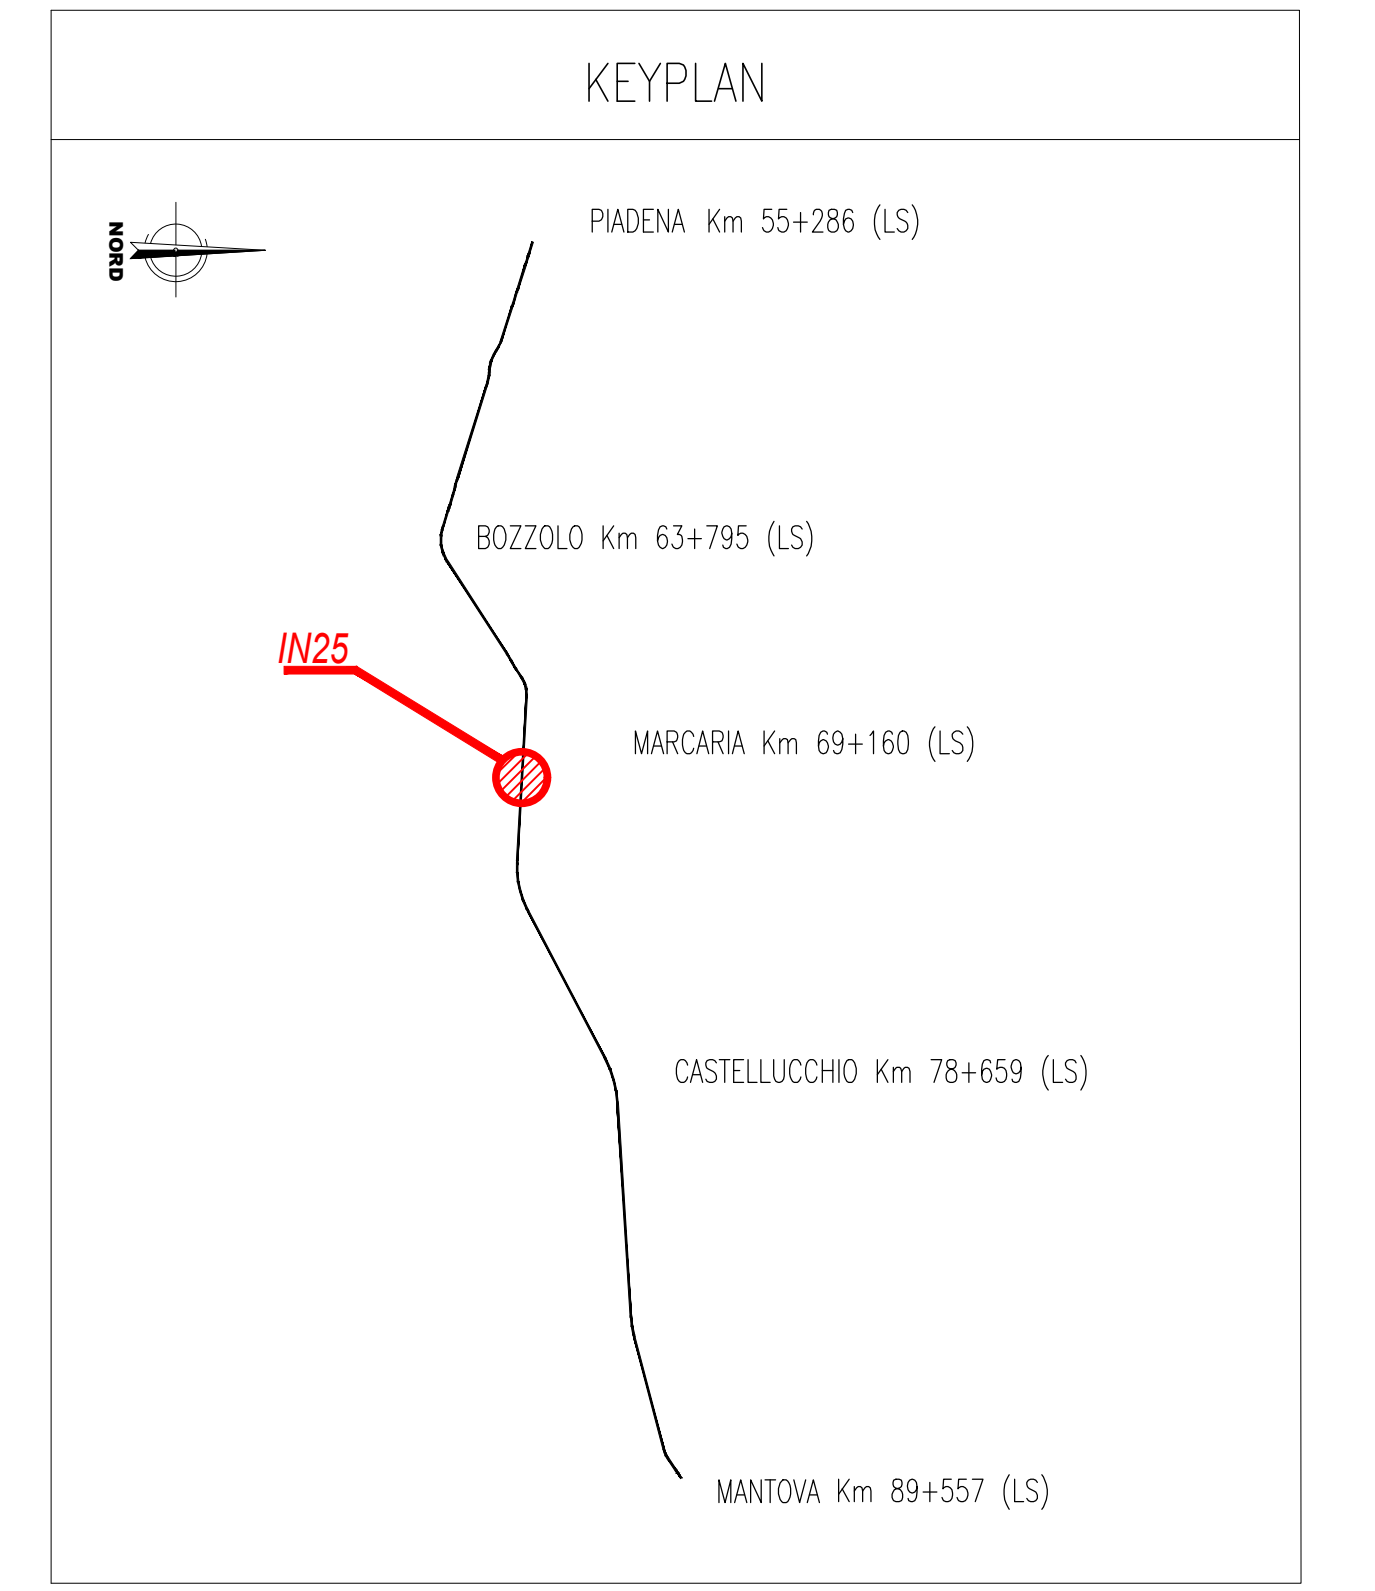 KEYPLAN
NORD
PIADENA Km 55+286 (LS)
BOZZOLO Km 63+795 (LS)
IN25
MARCARIA Km 69+160 (LS)
CASTELLUCCHIO Km 78+659 (LS)
MANTOVA Km 89+557 (LS)